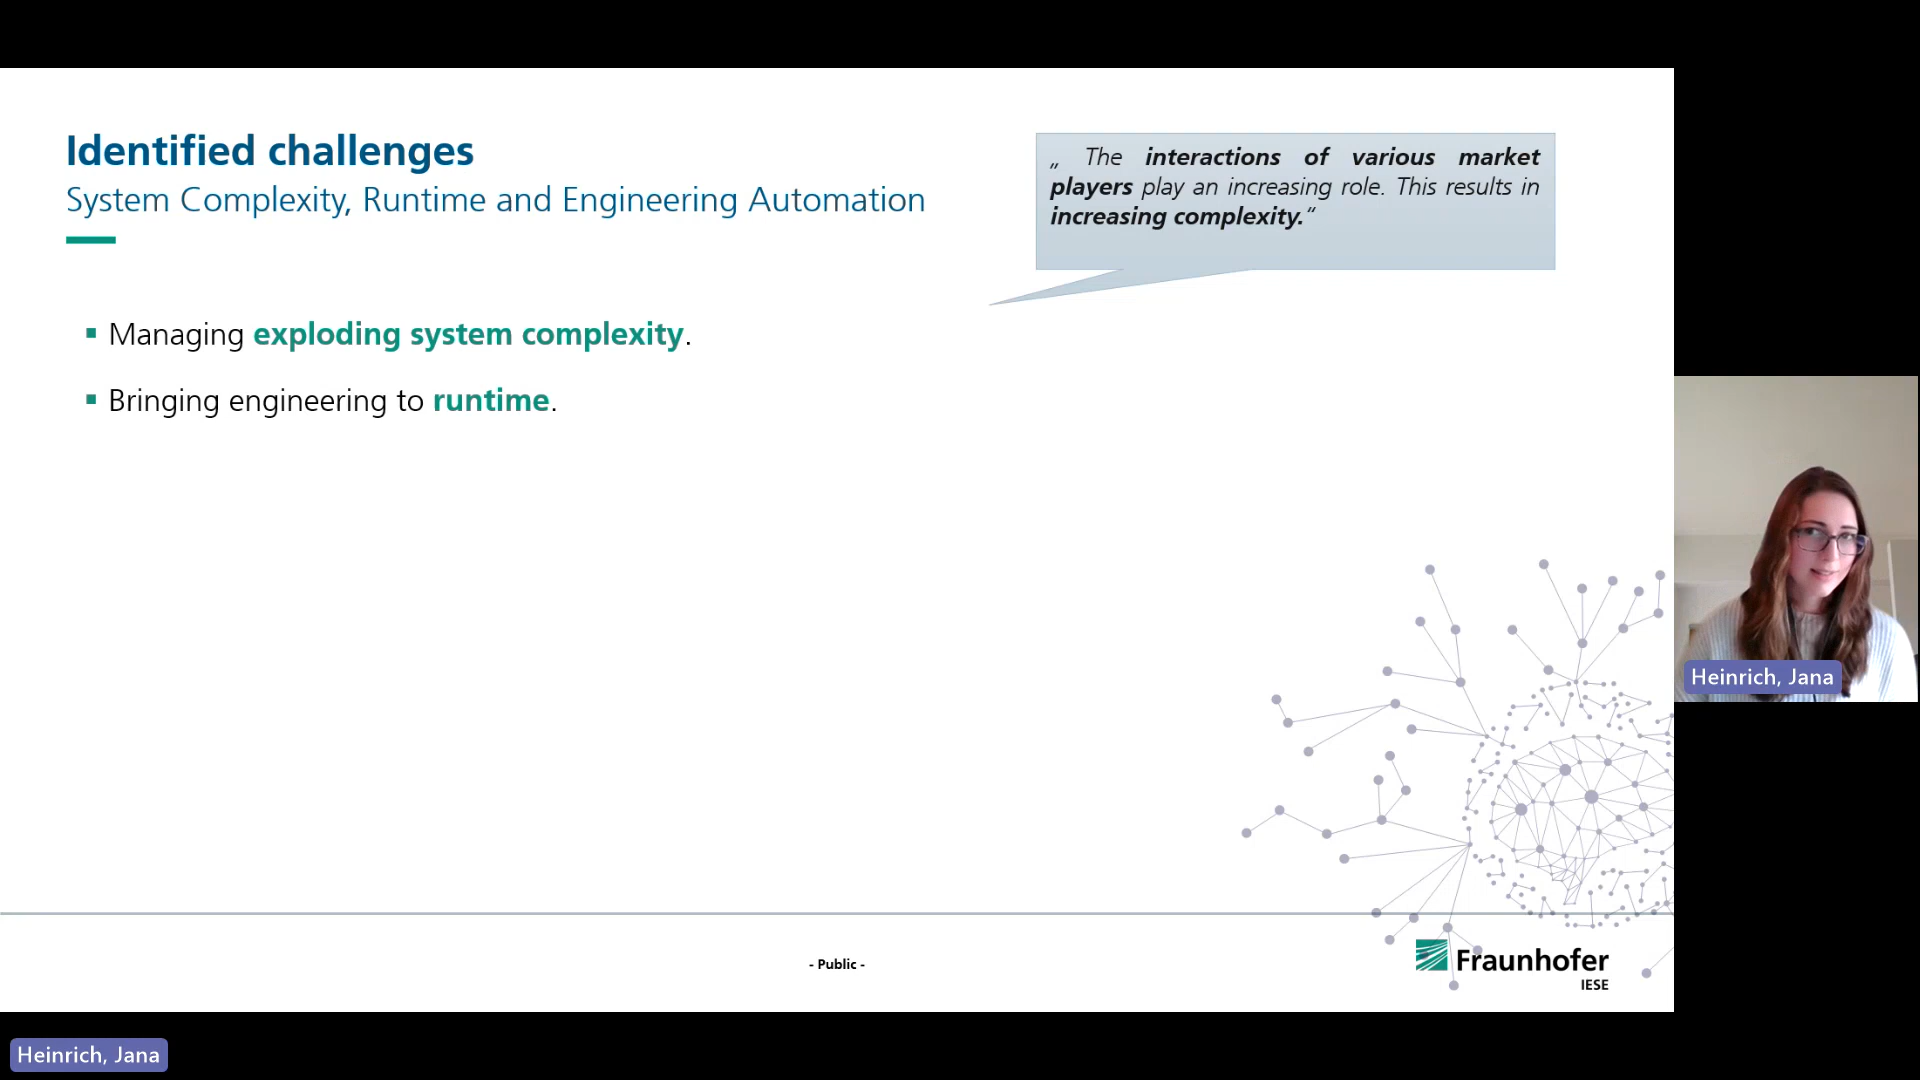 Identified challenges
System Complexity, Runtime and Engineering Automation
„ The interactions of various market
players play an increasing role. This results in
increasing complexity.“
▪ Managing exploding system complexity.
▪ Bringing engineering to runtime.
Heinrich, Jana
- Public -
Fraunhofer
IESE
Heinrich, Jana